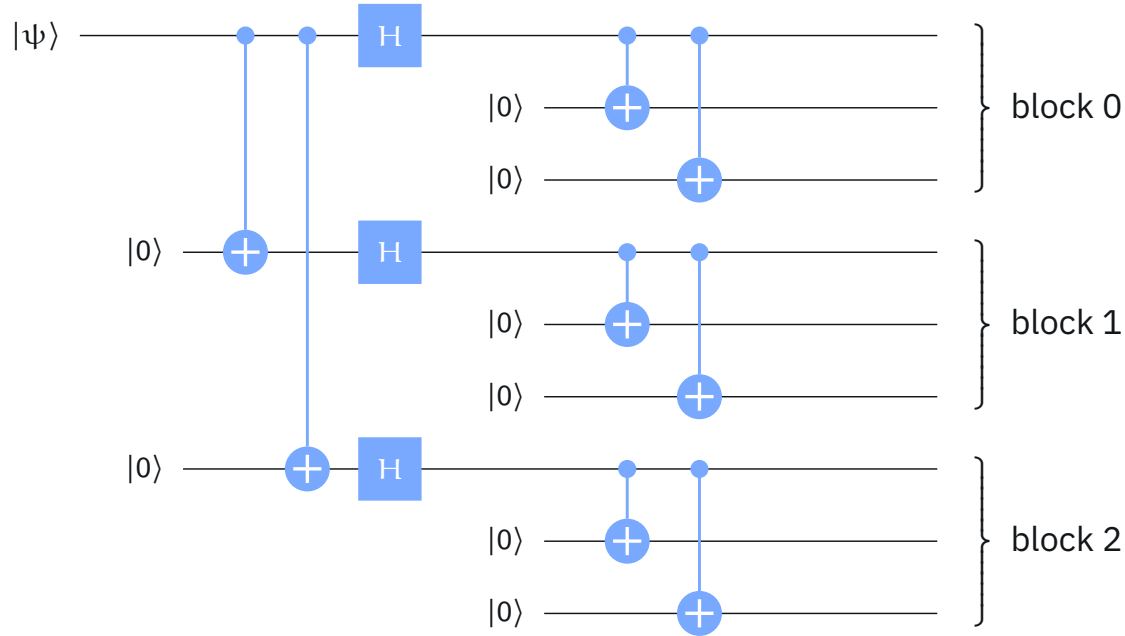 |ψ⟩ H
|0⟩ block 0
|0⟩
|0⟩ H
|0⟩ block 1
|0⟩
|0⟩ H
|0⟩ block 2
|0⟩